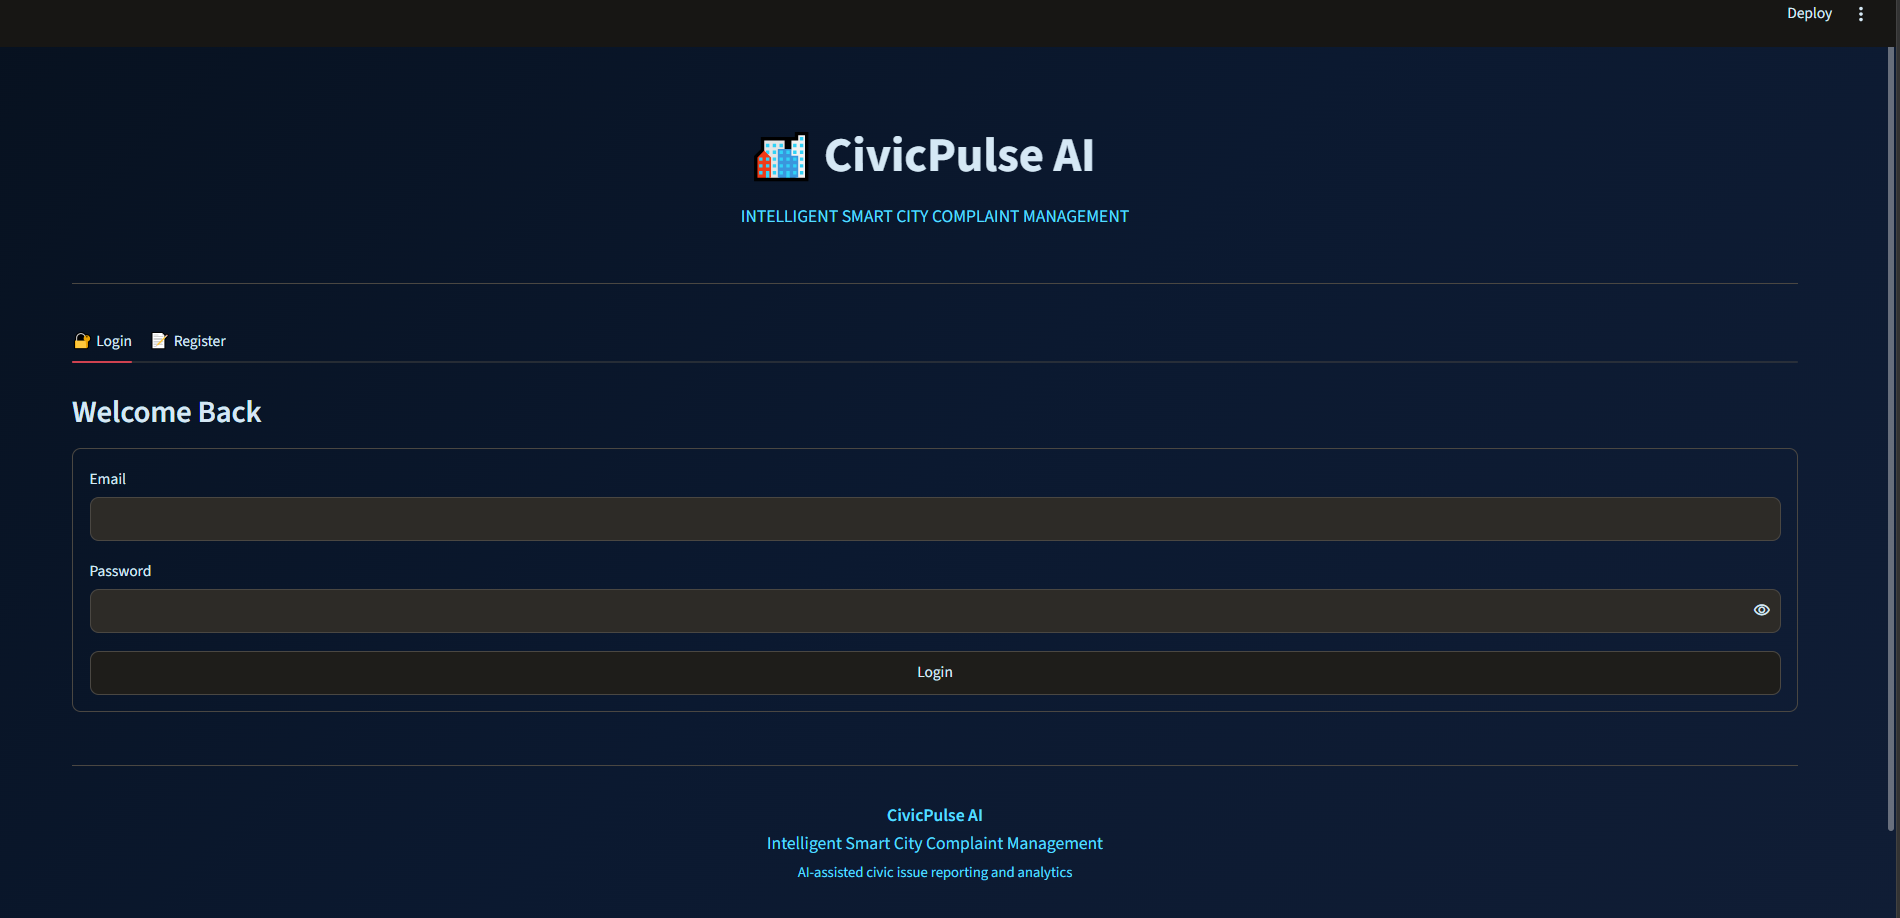 Deploy
CivicPulse AI
INTELLIGENT SMART CITY COMPLAINT MANAGEMENT
Login Register
Welcome Back
Email
Password
Login
CivicPulse AI
Intelligent Smart City Complaint Management
AI-assisted civic issue reporting and analytics